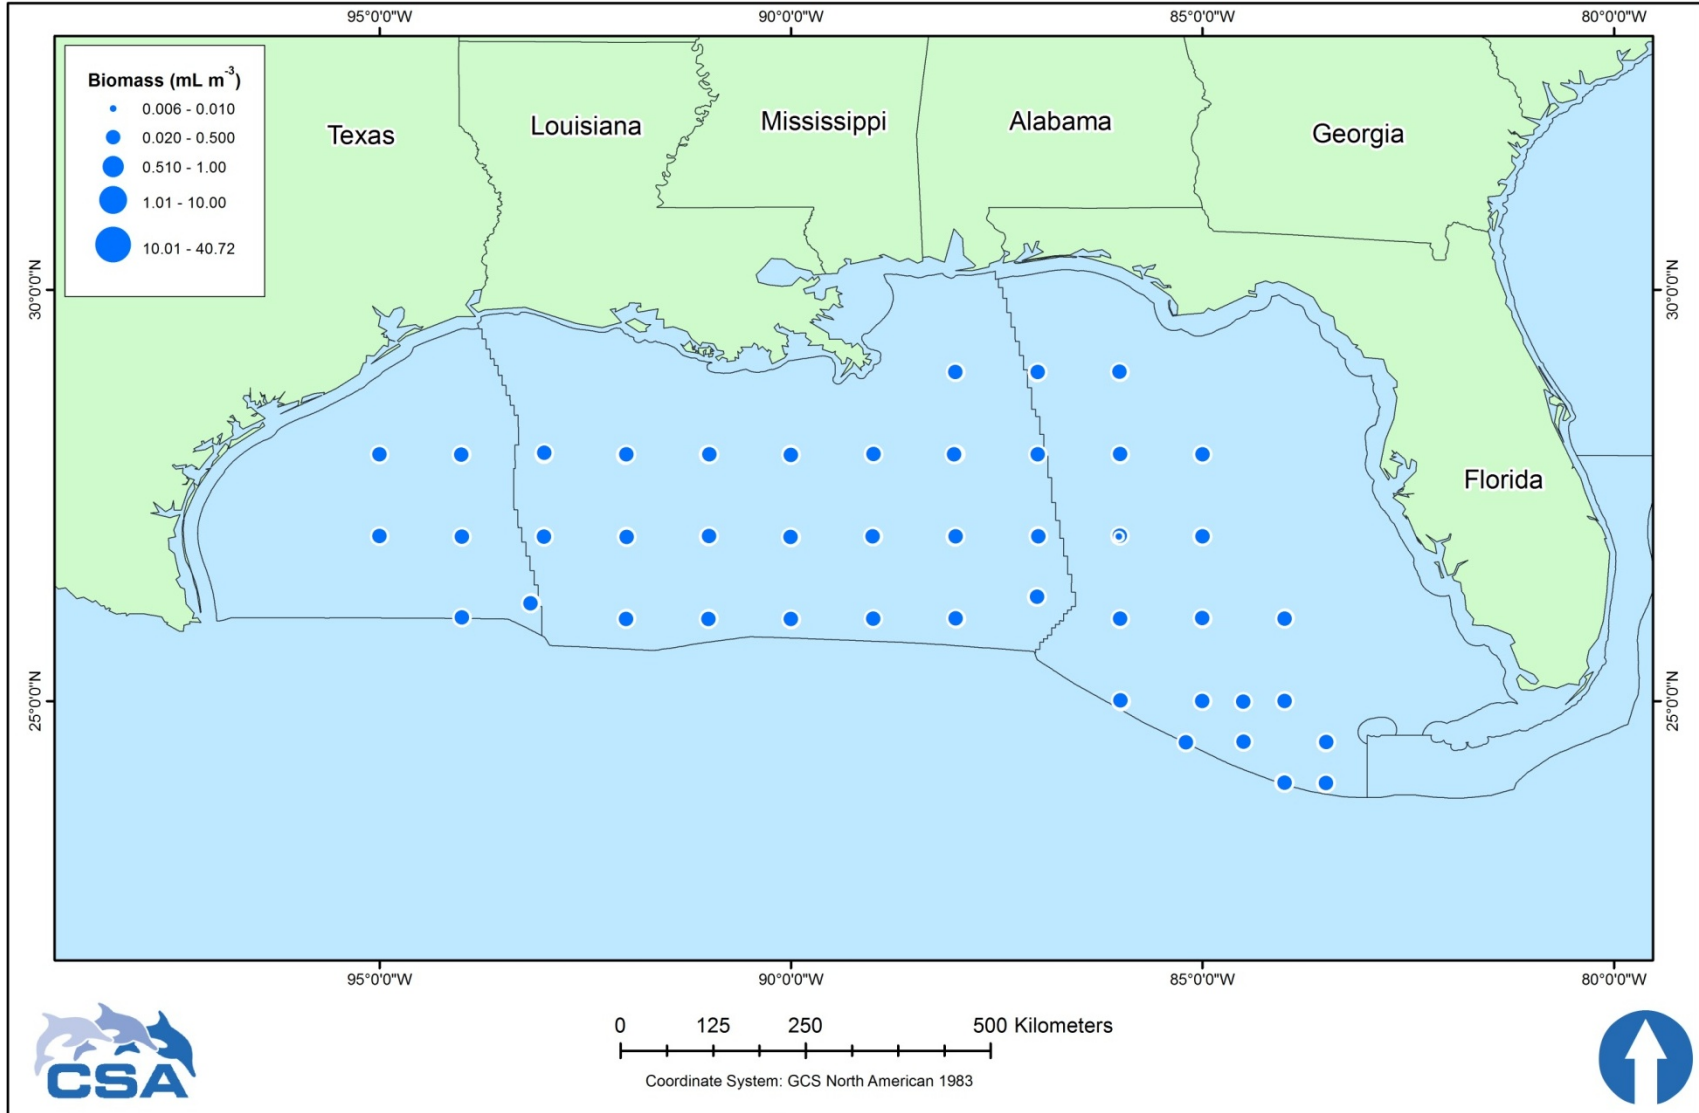 95°0'0"W 90°0'0"W 85°0'0"W 80°0'0"W
Biomass (mL m⁻³)
0.006 - 0.010
0.020 - 0.500
0.510 - 1.00
1.01 - 10.00
10.01 - 40.72
Texas
Louisiana
Mississippi
Alabama
Georgia
Florida
30°0'0"N
30°0'0"N
25°0'0"N
25°0'0"N
95°0'0"W 90°0'0"W 85°0'0"W 80°0'0"W
CSA
0 125 250 500 Kilometers
Coordinate System: GCS North American 1983